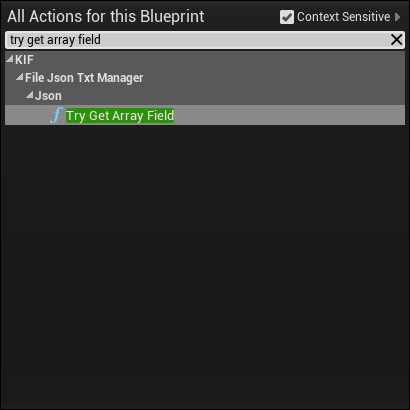 All Actions for this Blueprint Context Sensitive
try get array field
KIF
File Json Txt Manager
Json
Try Get Array Field